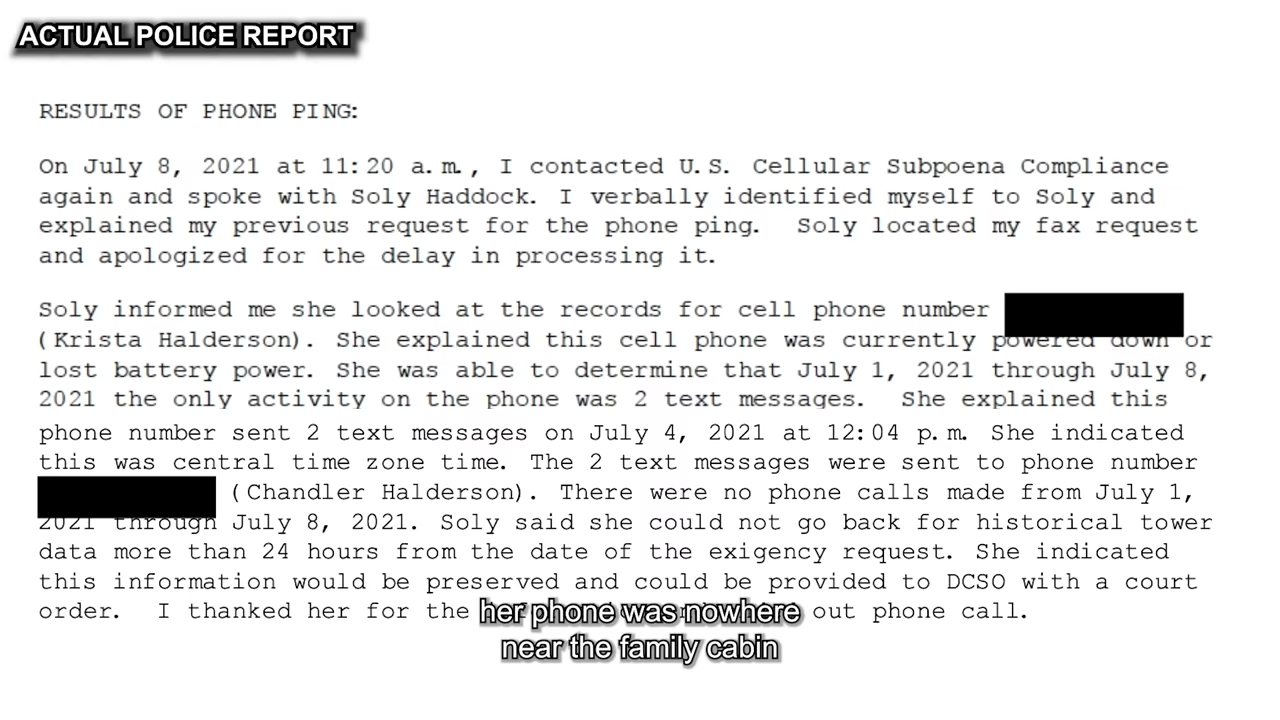 ACTUAL POLICE REPORT
RESULTS OF PHONE PING:
On July 8, 2021 at 11:20 a.m., I contacted U.S. Cellular Subpoena Compliance
again and spoke with Soly Haddock. I verbally identified myself to Soly and
explained my previous request for the phone ping. Soly located my fax request
and apologized for the delay in processing it.
Soly informed me she looked at the records for cell phone number
(Krista Halderson). She explained this cell phone was currently powered down or
lost battery power. She was able to determine that July 1, 2021 through July 8,
2021 the only activity on the phone was 2 text messages. She explained this
phone number sent 2 text messages on July 4, 2021 at 12:04 p.m. She indicated
this was central time zone time. The 2 text messages were sent to phone number
(Chandler Halderson). There were no phone calls made from July 1,
2021 through July 8, 2021. Soly said she could not go back for historical tower
data more than 24 hours from the date of the exigency request. She indicated
this information would be preserved and could be provided to DCSO with a court
order. I thanked her for the out phone call.
her phone was nowhere
near the family cabin